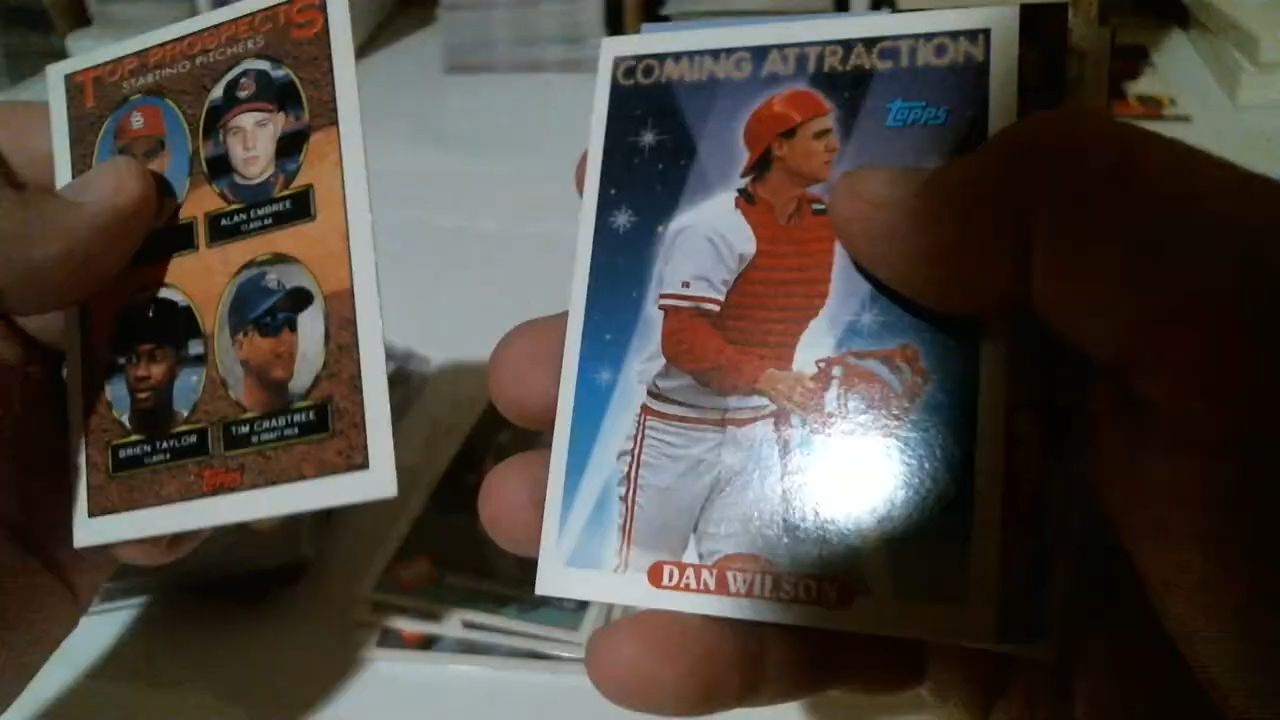 TOP PROSPECTS
STARTING PITCHERS
ALAN EMBREE
CLASS AA
BRIEN TAYLOR
CLASS A
TIM CRABTREE
TOPPS
COMING ATTRACTION
TOPPS
DAN WILSON